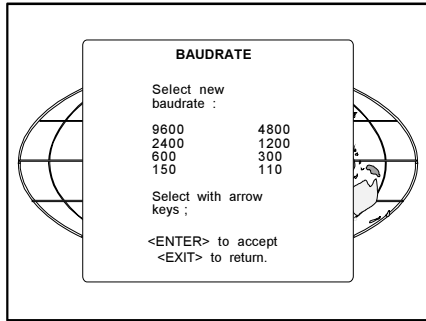 BAUDRATE
Select new
baudrate :
9600 4800
2400 1200
600 300
150 110
Select with arrow
keys ;
<ENTER> to accept
<EXIT> to return.